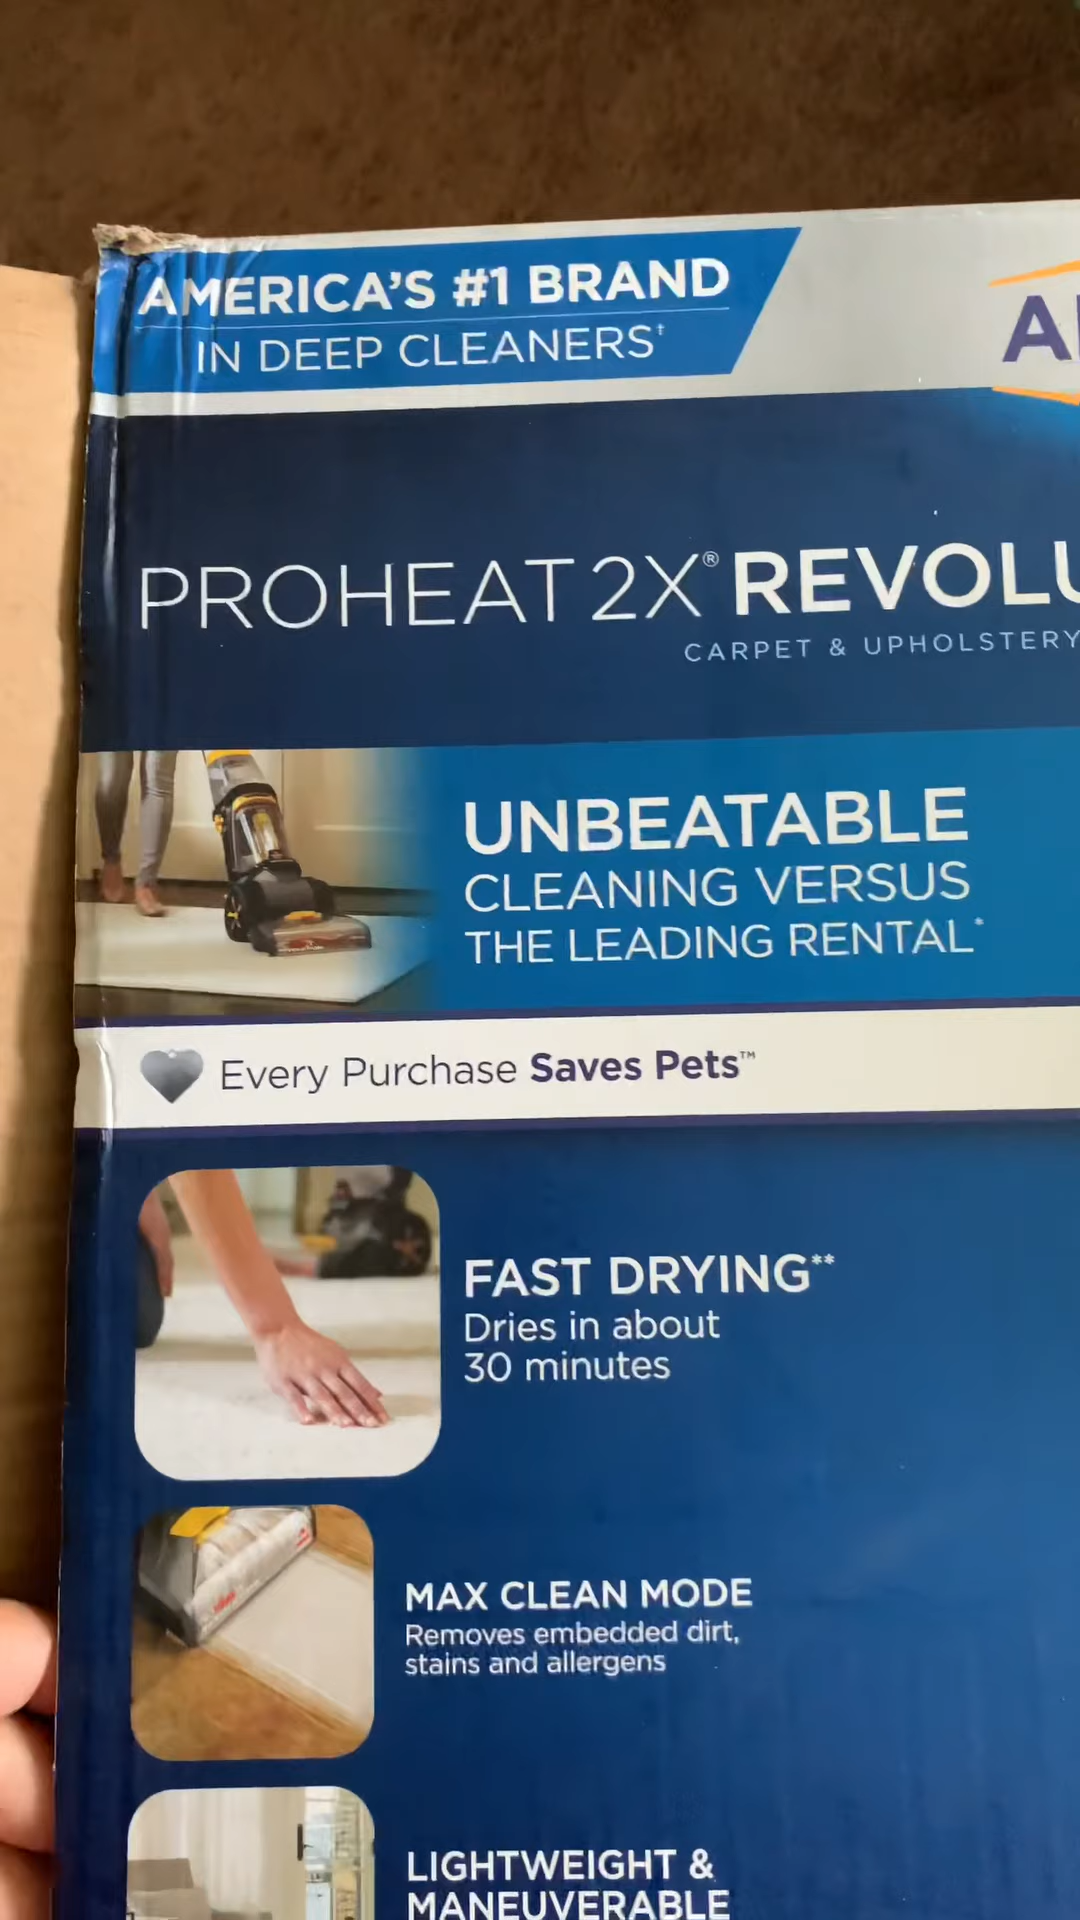 AMERICA'S #1 BRAND
IN DEEP CLEANERS†
PROHEAT 2X® REVOLU
CARPET & UPHOLSTERY
UNBEATABLE
CLEANING VERSUS
THE LEADING RENTAL*
Every Purchase Saves Pets™
FAST DRYING**
Dries in about
30 minutes
MAX CLEAN MODE
Removes embedded dirt,
stains and allergens
LIGHTWEIGHT &
MANEUVERABLE